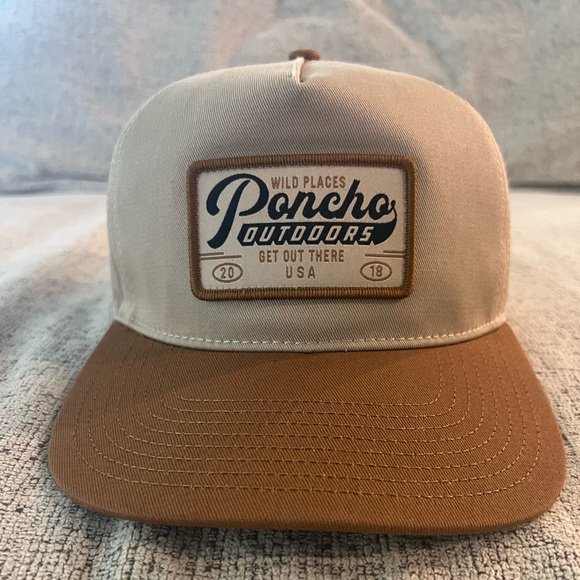 WILD PLACES
Poncho
OUTDOORS
GET OUT THERE
20 USA 18